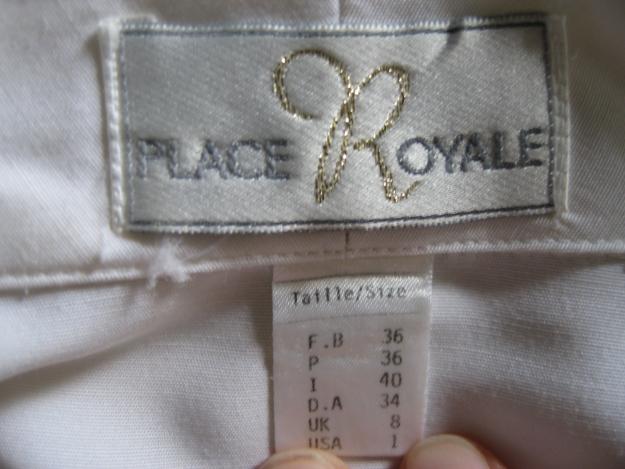 PLACE ROYALE
Taille/Size
F.B 36
P 36
I 40
D.A 34
UK 8
USA 1